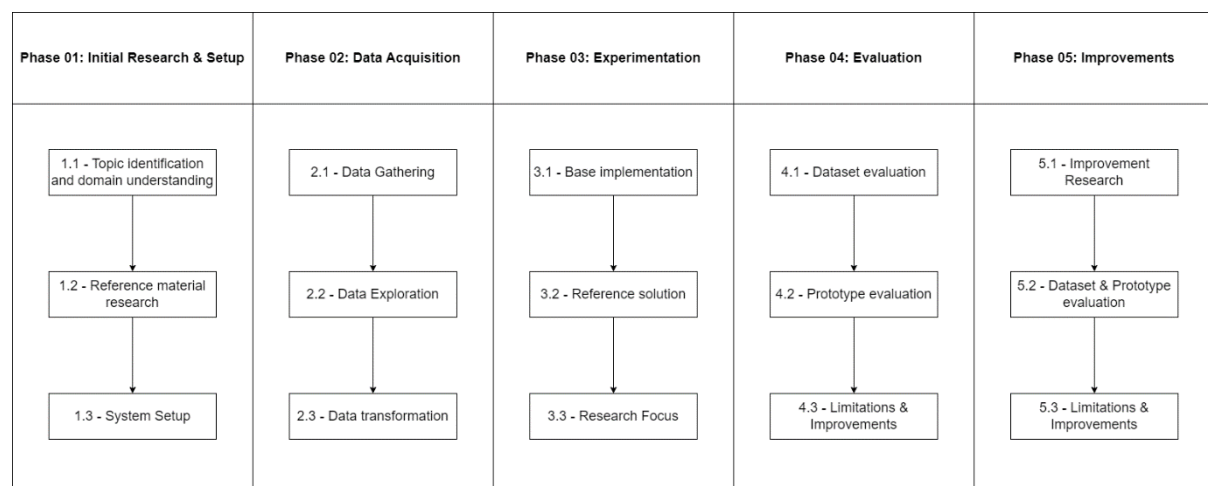 Phase 01: Initial Research & Setup
Phase 02: Data Acquisition
Phase 03: Experimentation
Phase 04: Evaluation
Phase 05: Improvements
1.1 - Topic identification
and domain understanding
1.2 - Reference material
research
1.3 - System Setup
2.1 - Data Gathering
2.2 - Data Exploration
2.3 - Data transformation
3.1 - Base implementation
3.2 - Reference solution
3.3 - Research Focus
4.1 - Dataset evaluation
4.2 - Prototype evaluation
4.3 - Limitations &
Improvements
5.1 - Improvement
Research
5.2 - Dataset & Prototype
evaluation
5.3 - Limitations &
Improvements